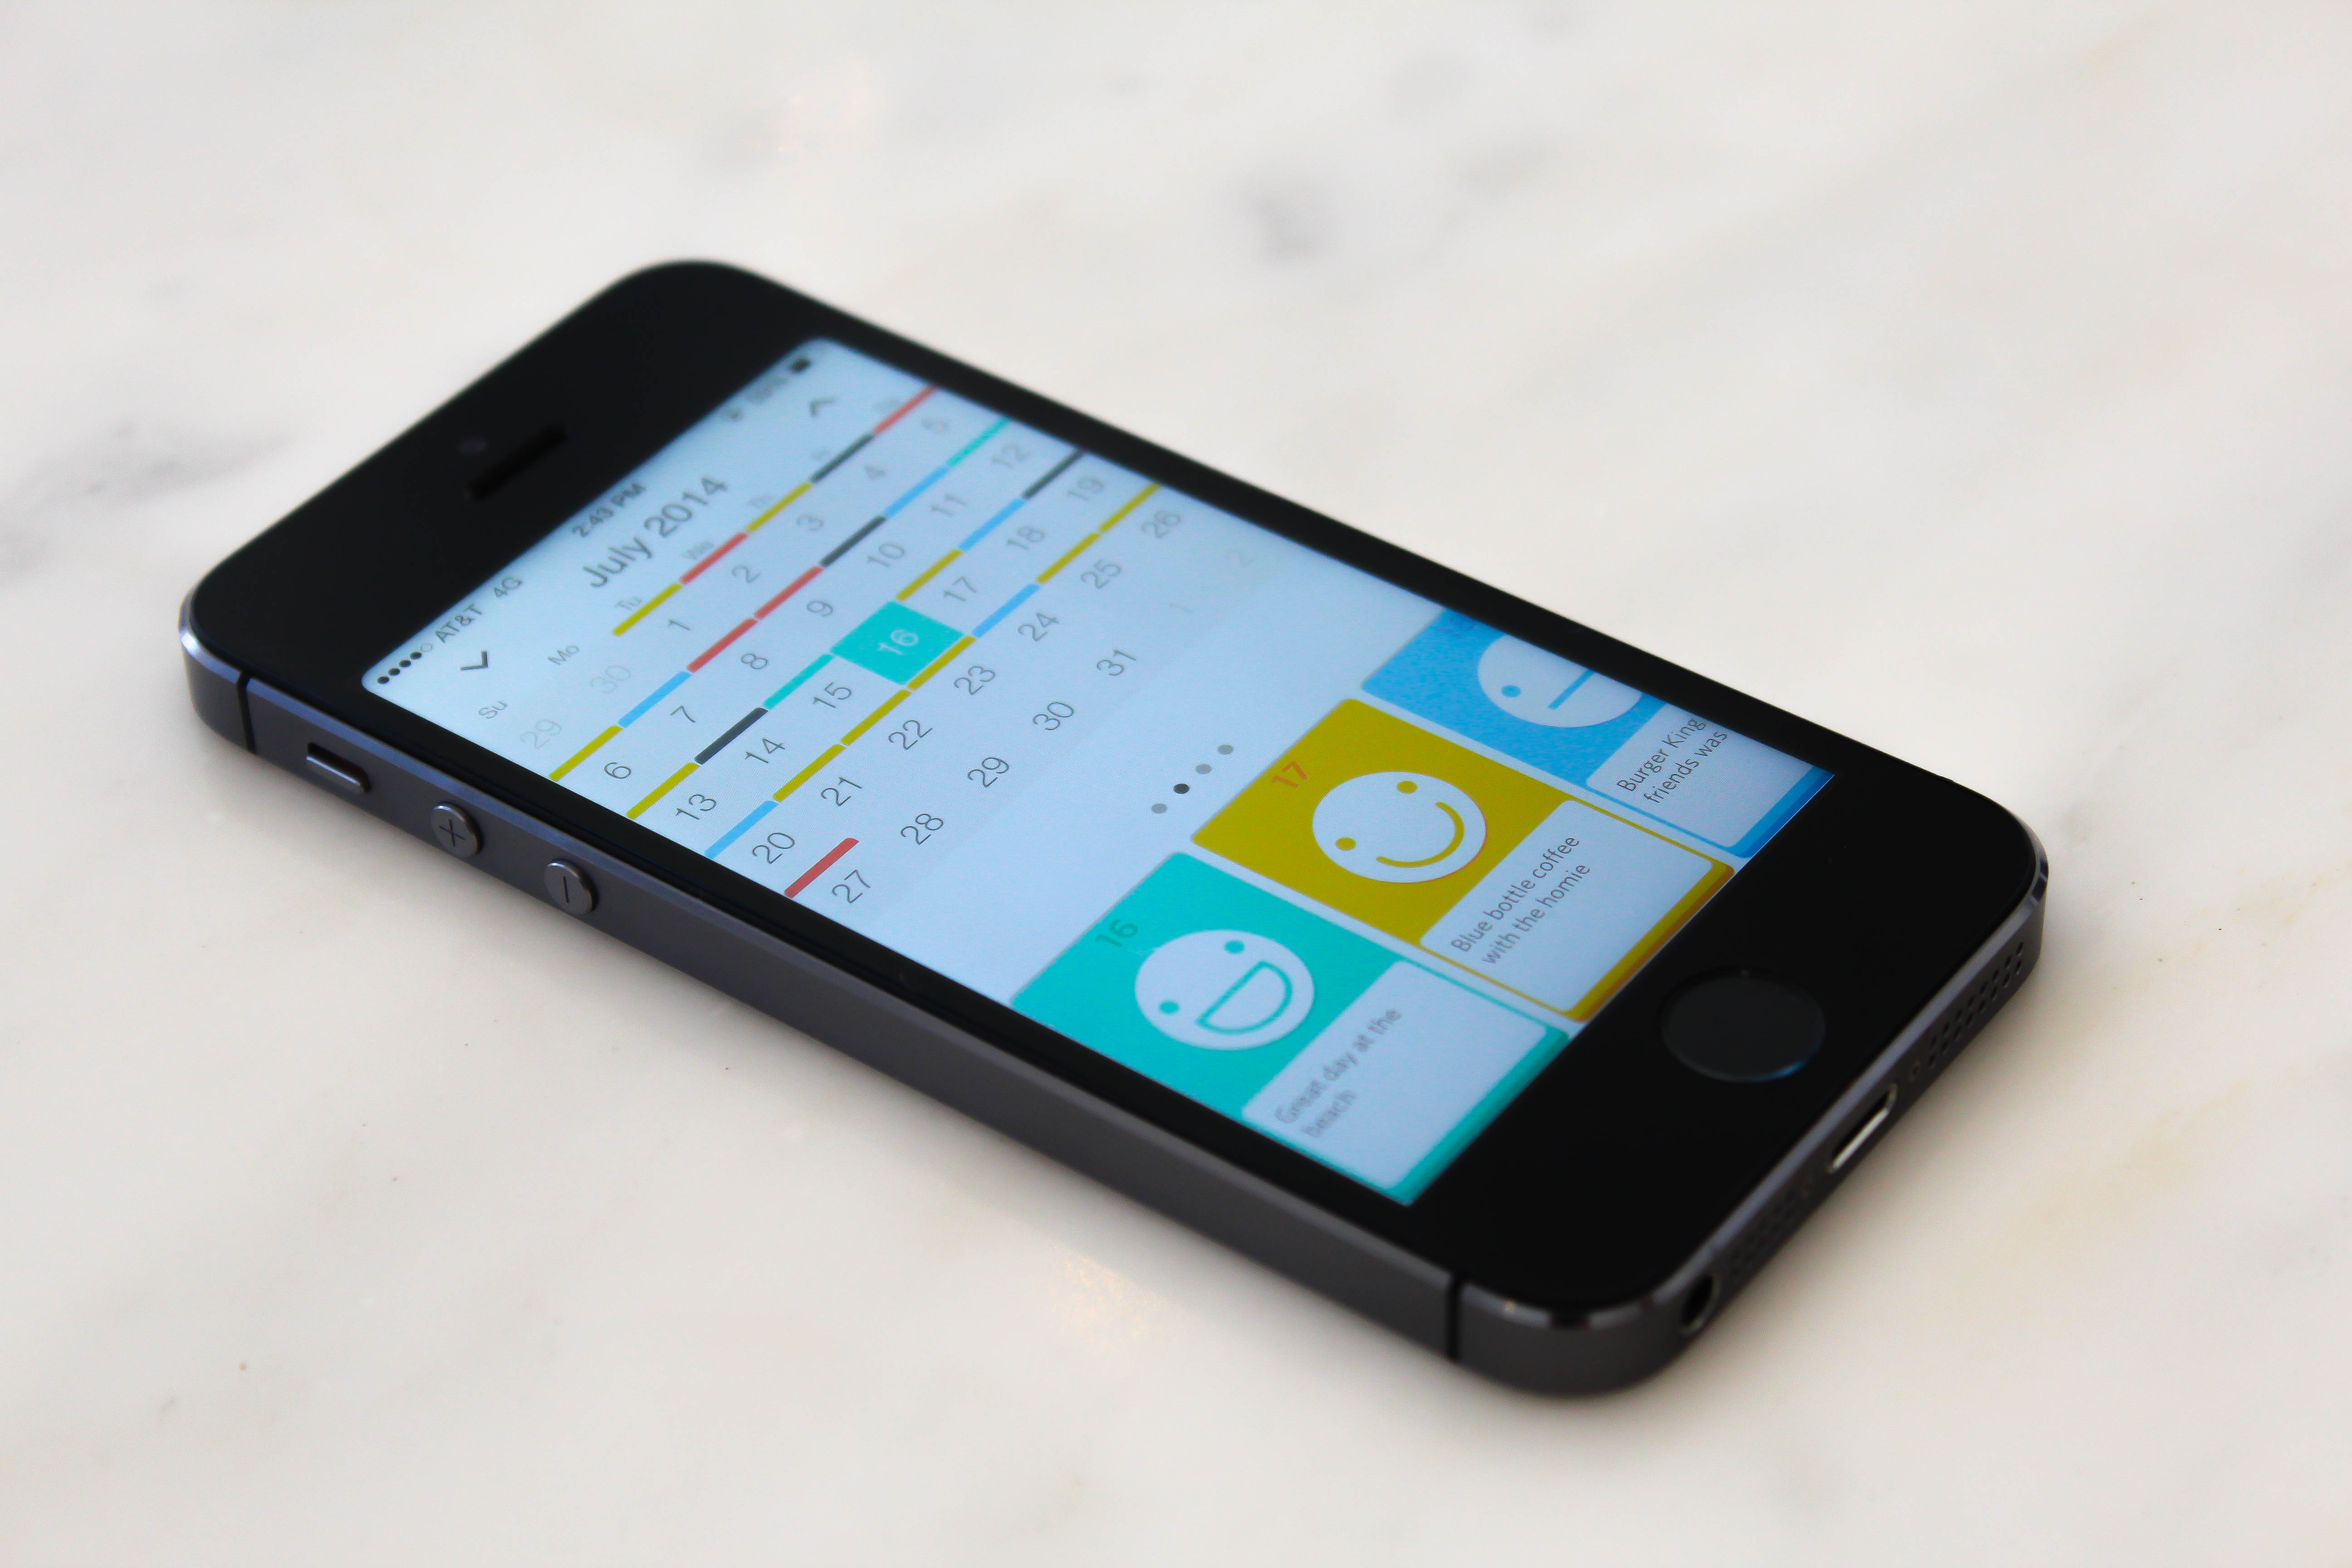 AT&T 4G 2:43 PM
July 2014
Su Mo Tu We Th Fr
29 30 1 2 3 4 5
6 7 8 9 10 11 12
13 14 15 16 17 18 19
20 21 22 23 24 25 26
27 28 29 30 31 1 2
16
Great day at the
beach
17
Blue bottle coffee
with the homie
Burger King
friends was